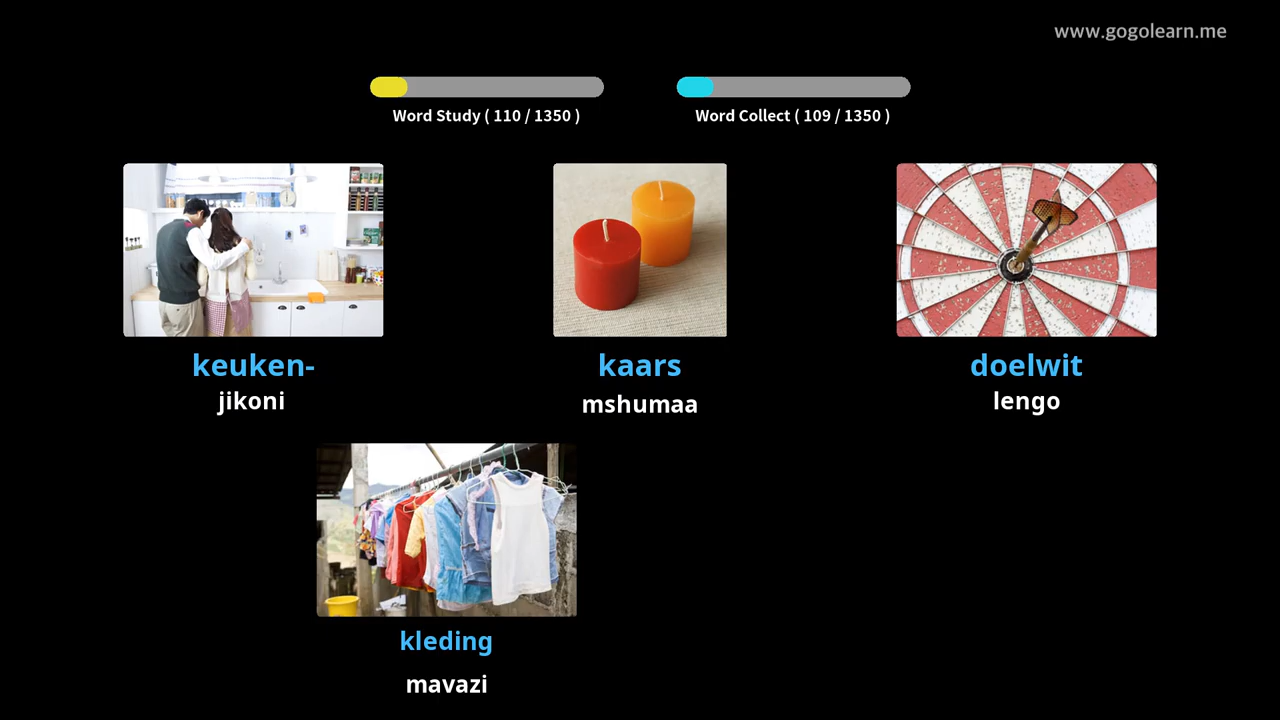 www.gogolearn.me
Word Study ( 110 / 1350 )
Word Collect ( 109 / 1350 )
keuken-
jikoni
kaars
mshumaa
doelwit
lengo
kleding
mavazi